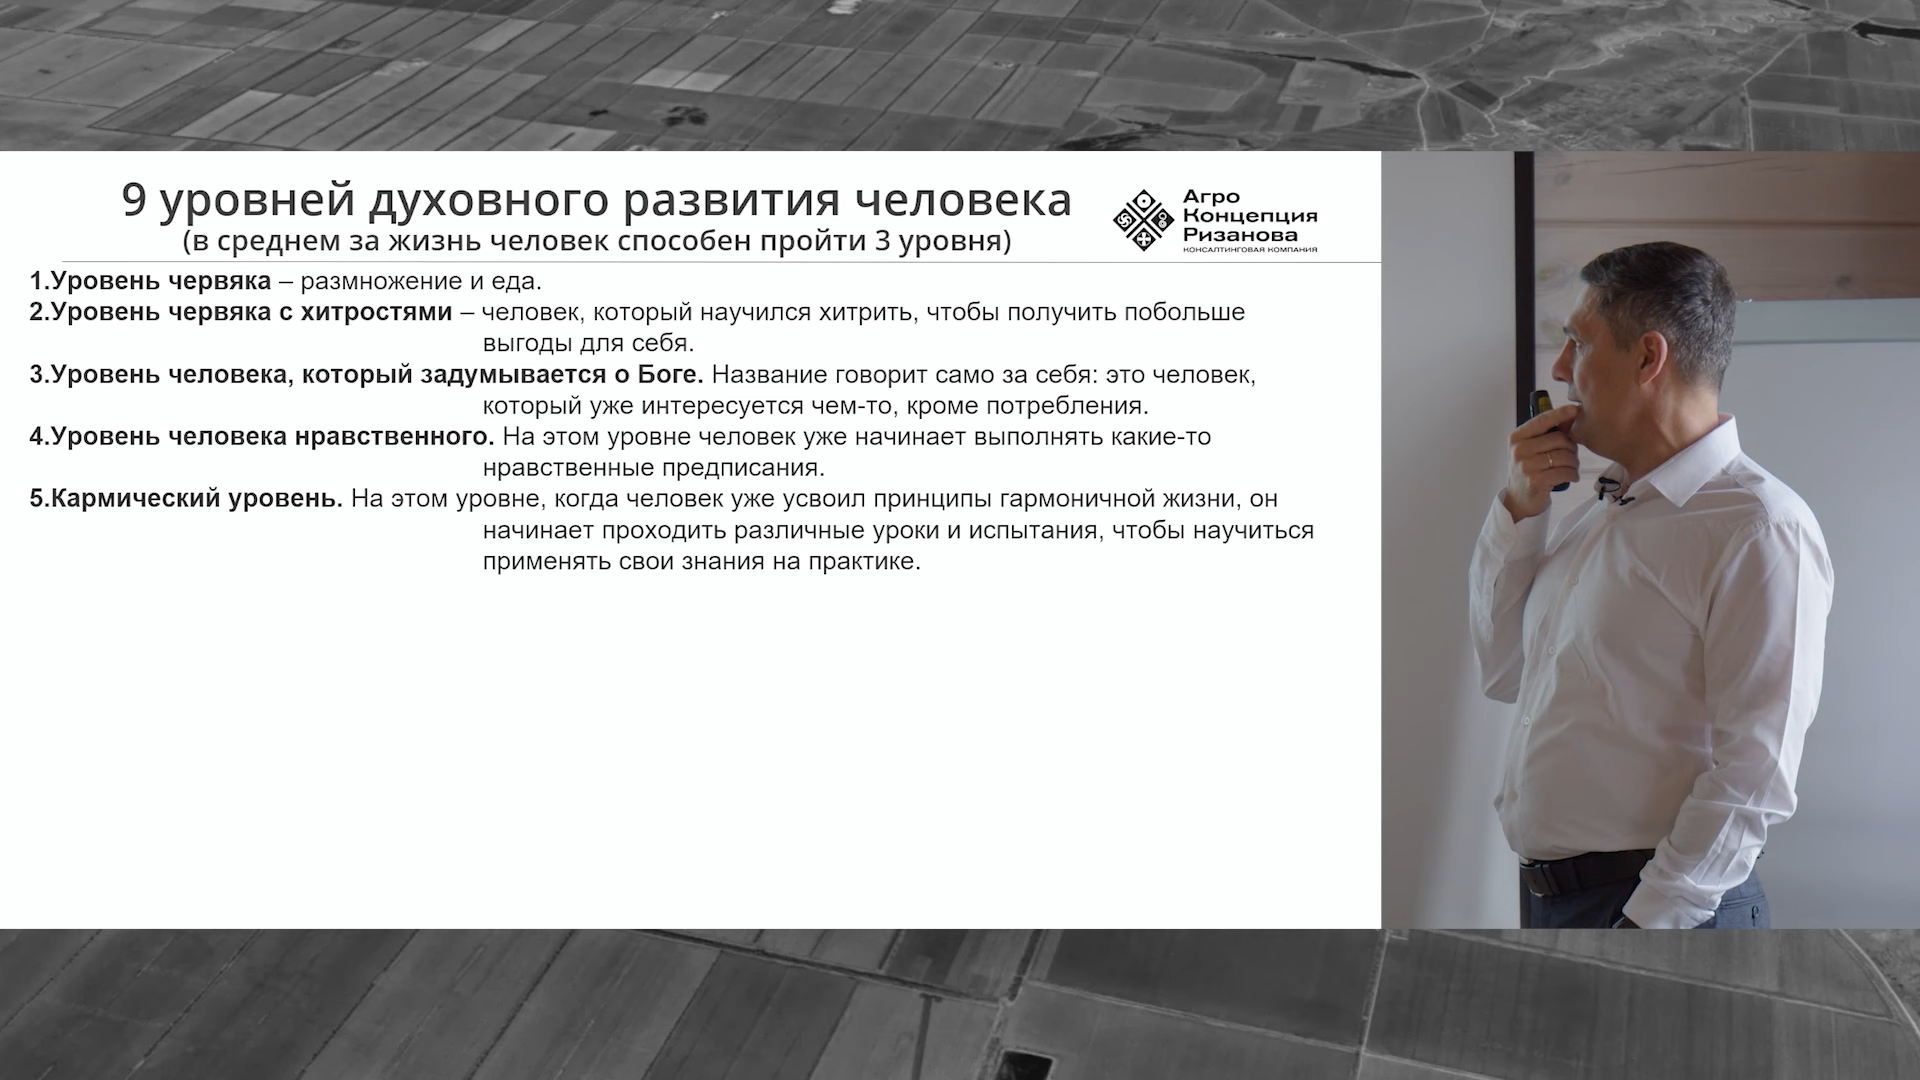 9 уровней духовного развития человека
(в среднем за жизнь человек способен пройти 3 уровня)
Агро
Концепция
Ризанова
КОНСАЛТИНГОВАЯ КОМПАНИЯ
1.Уровень червяка – размножение и еда.
2.Уровень червяка с хитростями – человек, который научился хитрить, чтобы получить побольше
выгоды для себя.
3.Уровень человека, который задумывается о Боге. Название говорит само за себя: это человек,
который уже интересуется чем-то, кроме потребления.
4.Уровень человека нравственного. На этом уровне человек уже начинает выполнять какие-то
нравственные предписания.
5.Кармический уровень. На этом уровне, когда человек уже усвоил принципы гармоничной жизни, он
начинает проходить различные уроки и испытания, чтобы научиться
применять свои знания на практике.